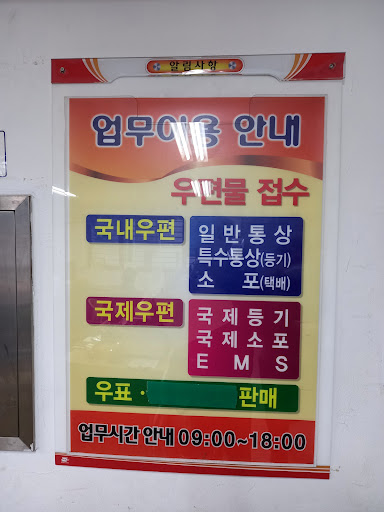 알림사항
업무이용 안내
우편물 접수
국내우편
일반통상
특수통상(등기)
소 포(택배)
국제우편
국제등기
국제소포
E M S
우표 · 판매
업무시간 안내 09:00~18:00